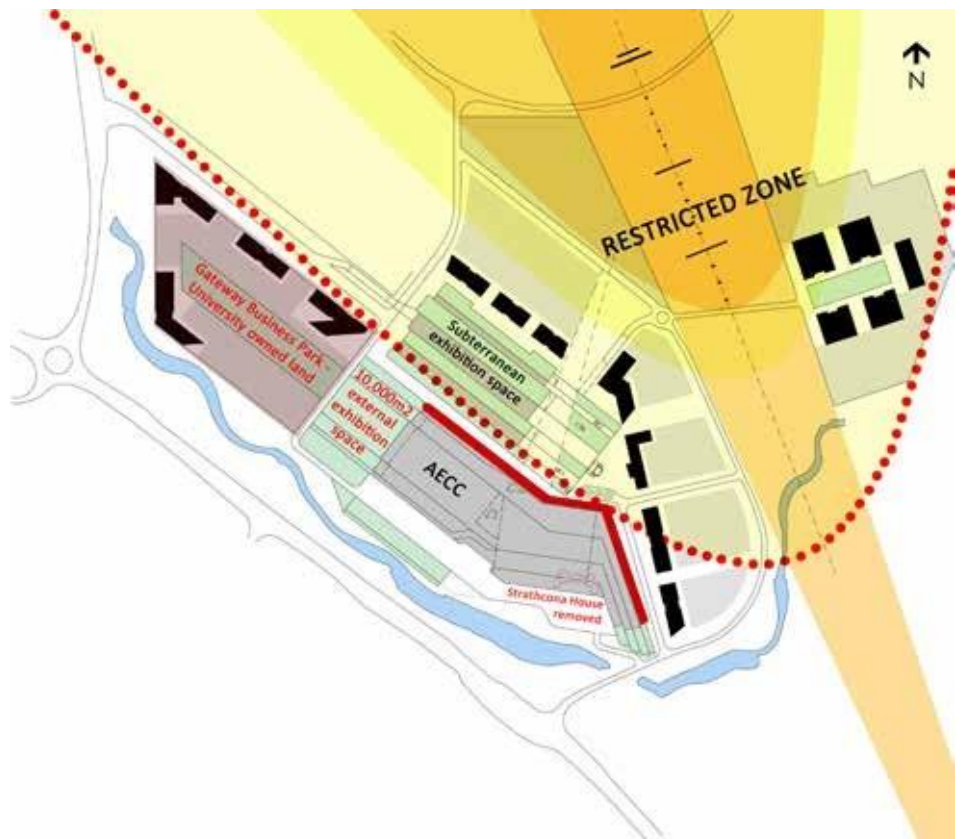 N
RESTRICTED ZONE
Gateway Business Park -
University owned land
Subterranean
exhibition space
10,000m2
external
exhibition
space
AECC
Strathcona House
removed